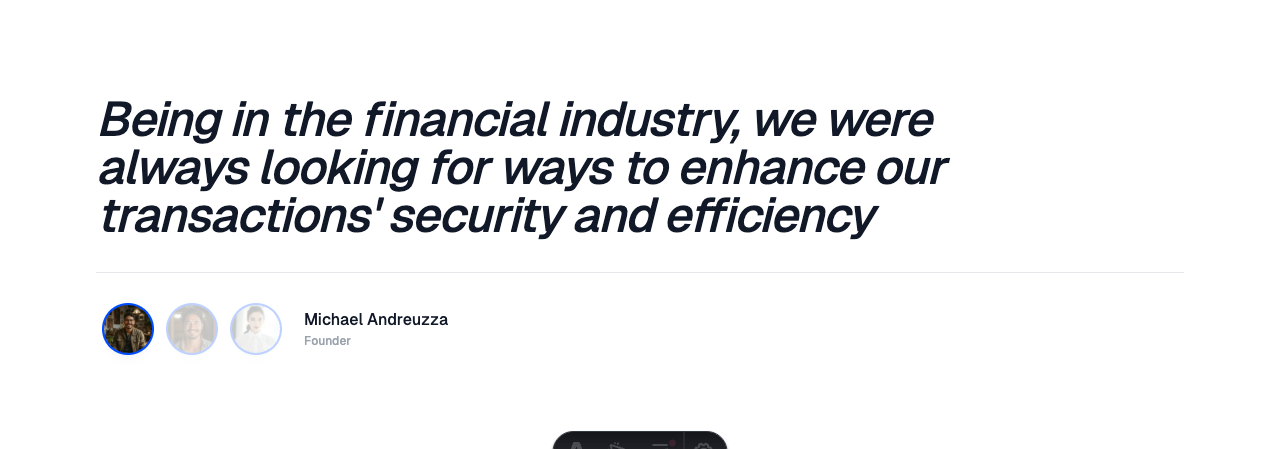 Being in the financial industry, we were
always looking for ways to enhance our
transactions' security and efficiency
Michael Andreuzza
Founder